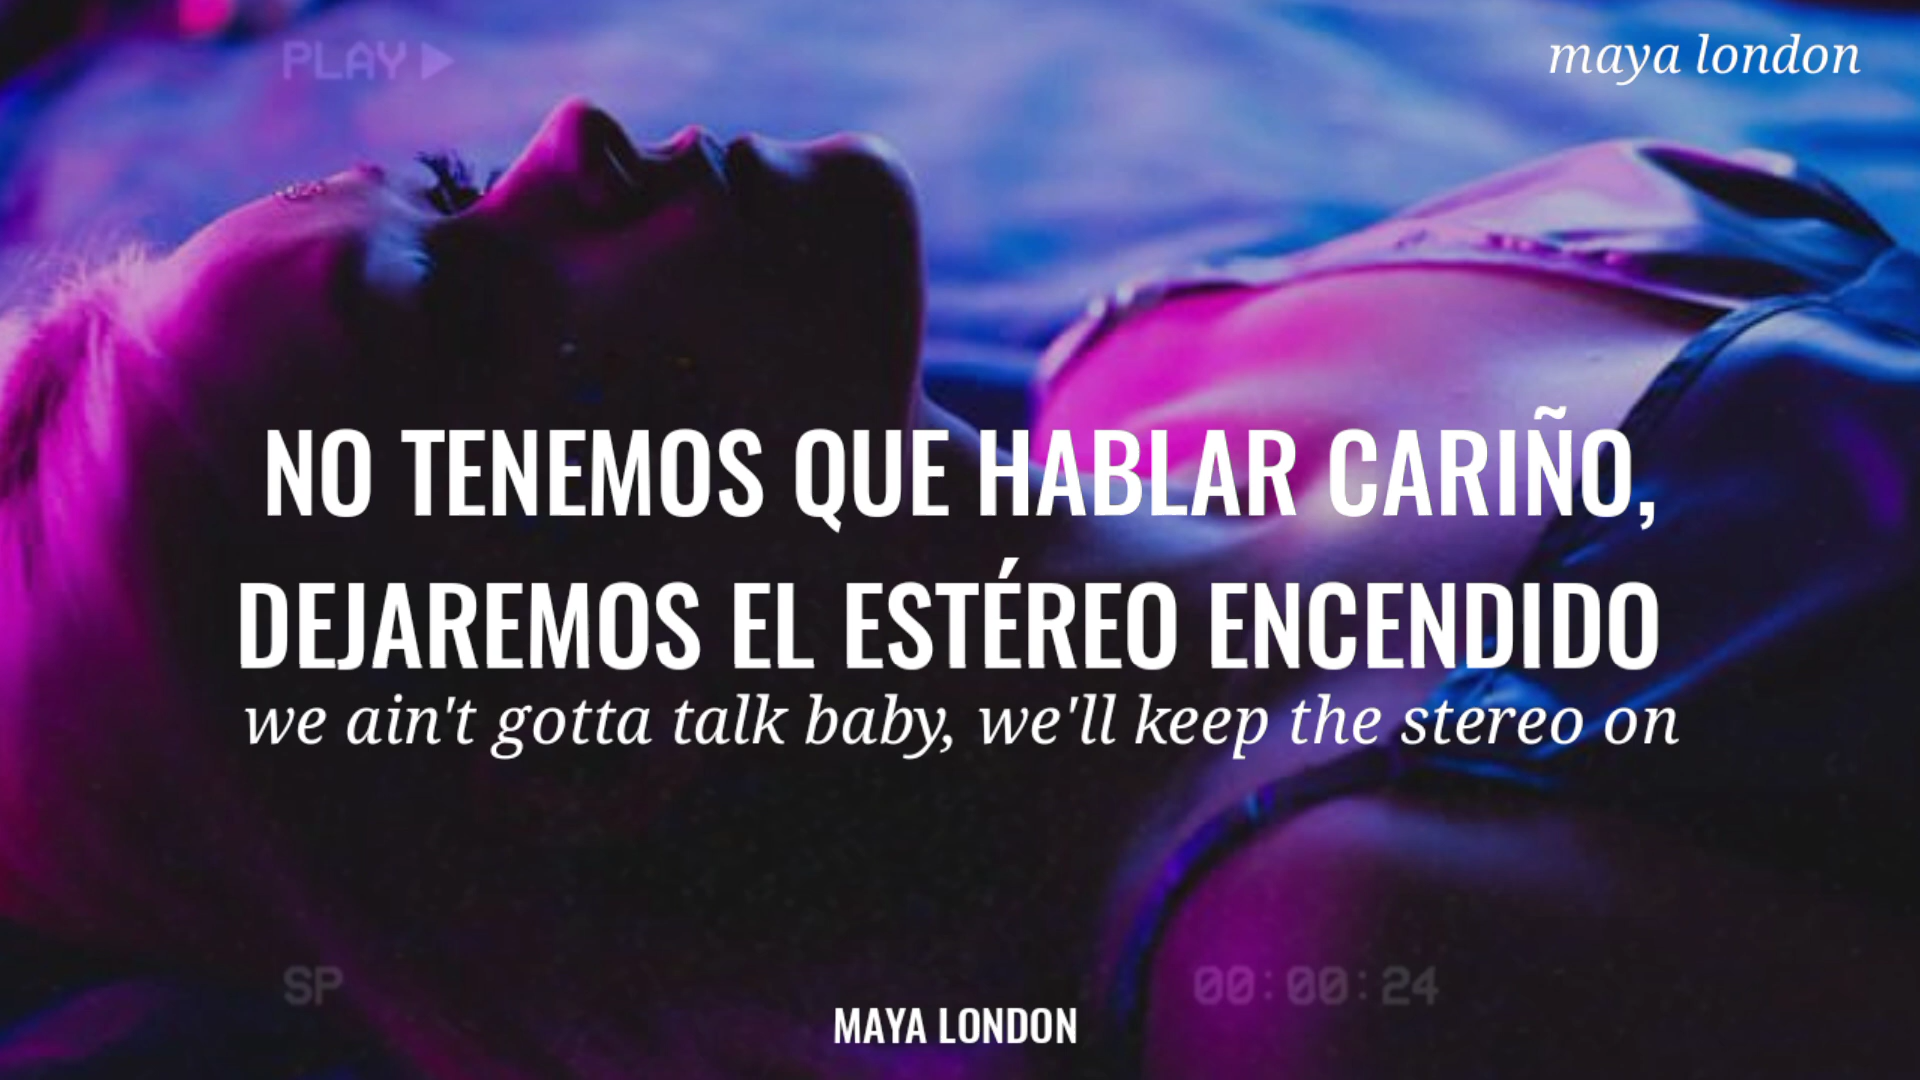 PLAY
maya london
NO TENEMOS QUE HABLAR CARIÑO,
DEJAREMOS EL ESTÉREO ENCENDIDO
we ain't gotta talk baby, we'll keep the stereo on
SP
00:00:24
MAYA LONDON